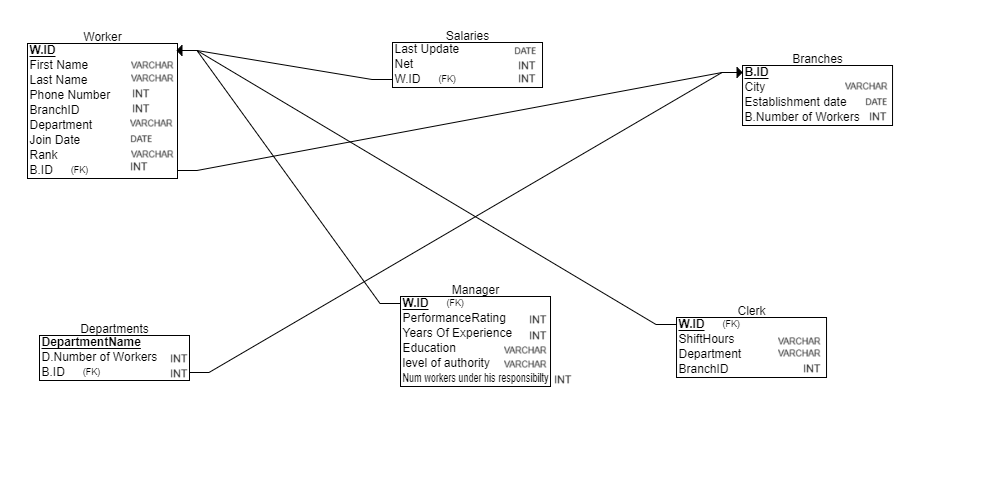 Worker
W.ID
First Name VARCHAR
Last Name VARCHAR
Phone Number INT
BranchID INT
Department VARCHAR
Join Date DATE
Rank VARCHAR
B.ID (FK) INT
Salaries
Last Update DATE
Net INT
W.ID (FK) INT
Branches
B.ID
City VARCHAR
Establishment date DATE
B.Number of Workers INT
Departments
DepartmentName
D.Number of Workers INT
B.ID (FK) INT
Manager
W.ID (FK)
PerformanceRating INT
Years Of Experience INT
Education VARCHAR
level of authority VARCHAR
Num workers under his responsibilty INT
Clerk
W.ID (FK)
ShiftHours VARCHAR
Department VARCHAR
BranchID INT